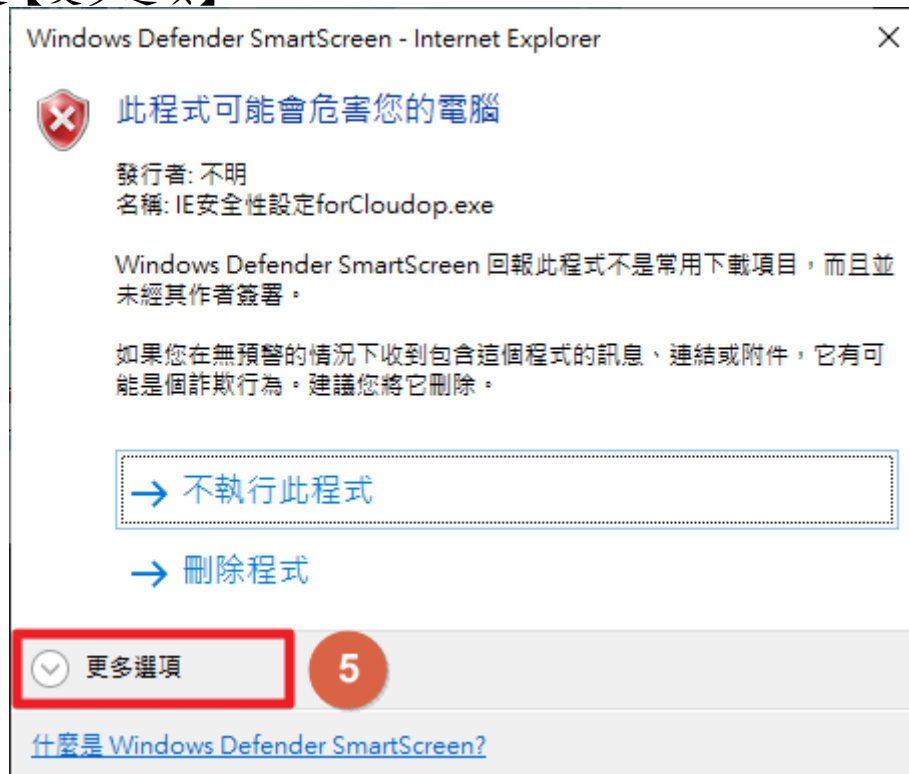 【更多選項】
Windows Defender SmartScreen - Internet Explorer
此程式可能會危害您的電腦
發行者: 不明
名稱: IE安全性設定forCloudop.exe
Windows Defender SmartScreen 回報此程式不是常用下載項目，而且並
未經其作者簽署。
如果您在無預警的情況下收到包含這個程式的訊息、連結或附件，它有可
能是個詐欺行為。建議您將它刪除。
→ 不執行此程式
→ 刪除程式
更多選項
5
什麼是 Windows Defender SmartScreen?